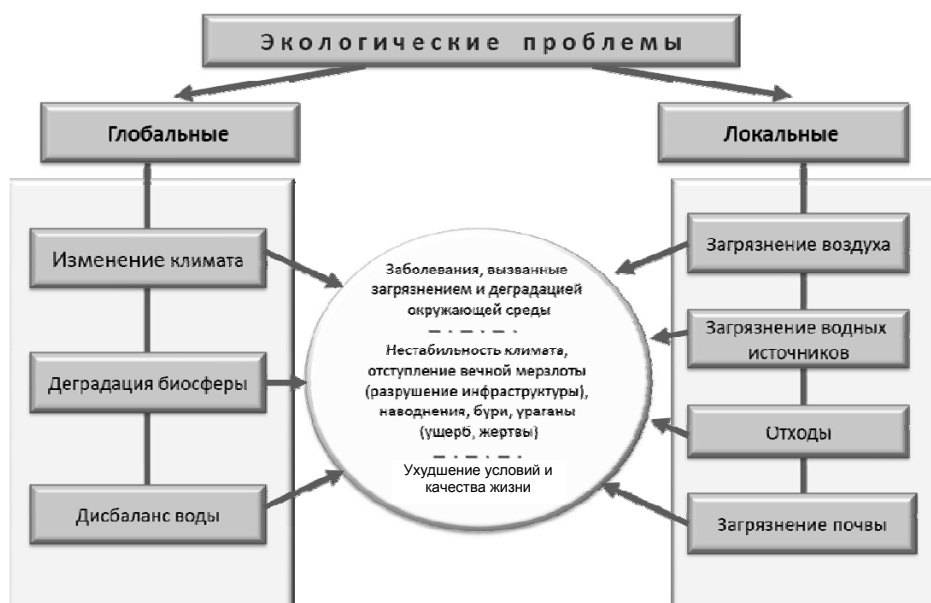 Экологические проблемы
Глобальные
Локальные
Изменение климата
Деградация биосферы
Дисбаланс воды
Заболевания, вызванные
загрязнением и деградацией
окружающей среды
Нестабильность климата,
отступление вечной мерзлоты
(разрушение инфраструктуры),
наводнения, бури, ураганы
(ущерб, жертвы)
Ухудшение условий и
качества жизни
Загрязнение воздуха
Загрязнение водных
источников
Отходы
Загрязнение почвы